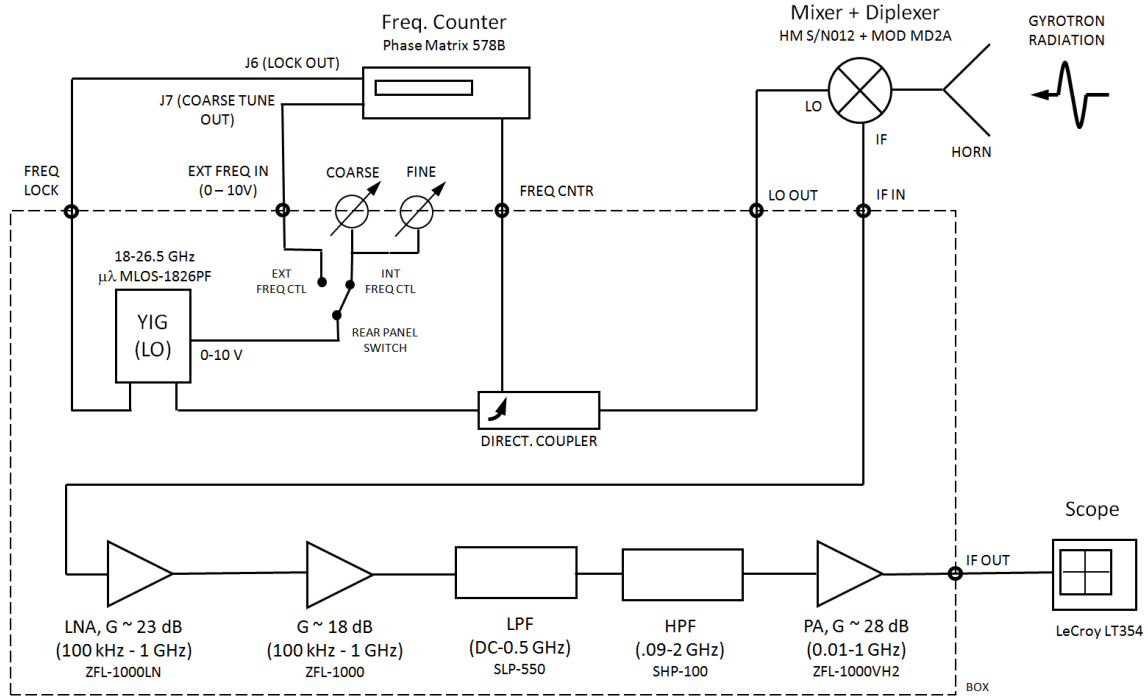 Freq. Counter
Phase Matrix 578B
Mixer + Diplexer
HM S/N012 + MOD MD2A
GYROTRON
RADIATION
J6 (LOCK OUT)
J7 (COARSE TUNE
OUT)
LO
IF
HORN
FREQ
LOCK
EXT FREQ IN
(0 – 10V)
COARSE
FINE
FREQ CNTR
LO OUT
IF IN
18-26.5 GHz
μλ MLOS-1826PF
EXT
FREQ CTL
INT
FREQ CTL
YIG
(LO)
0-10 V
REAR PANEL
SWITCH
DIRECT. COUPLER
Scope
IF OUT
LeCroy LT354
LNA, G ~ 23 dB
(100 kHz - 1 GHz)
ZFL-1000LN
G ~ 18 dB
(100 kHz - 1 GHz)
ZFL-1000
LPF
(DC-0.5 GHz)
SLP-550
HPF
(.09-2 GHz)
SHP-100
PA, G ~ 28 dB
(0.01-1 GHz)
ZFL-1000VH2
BOX